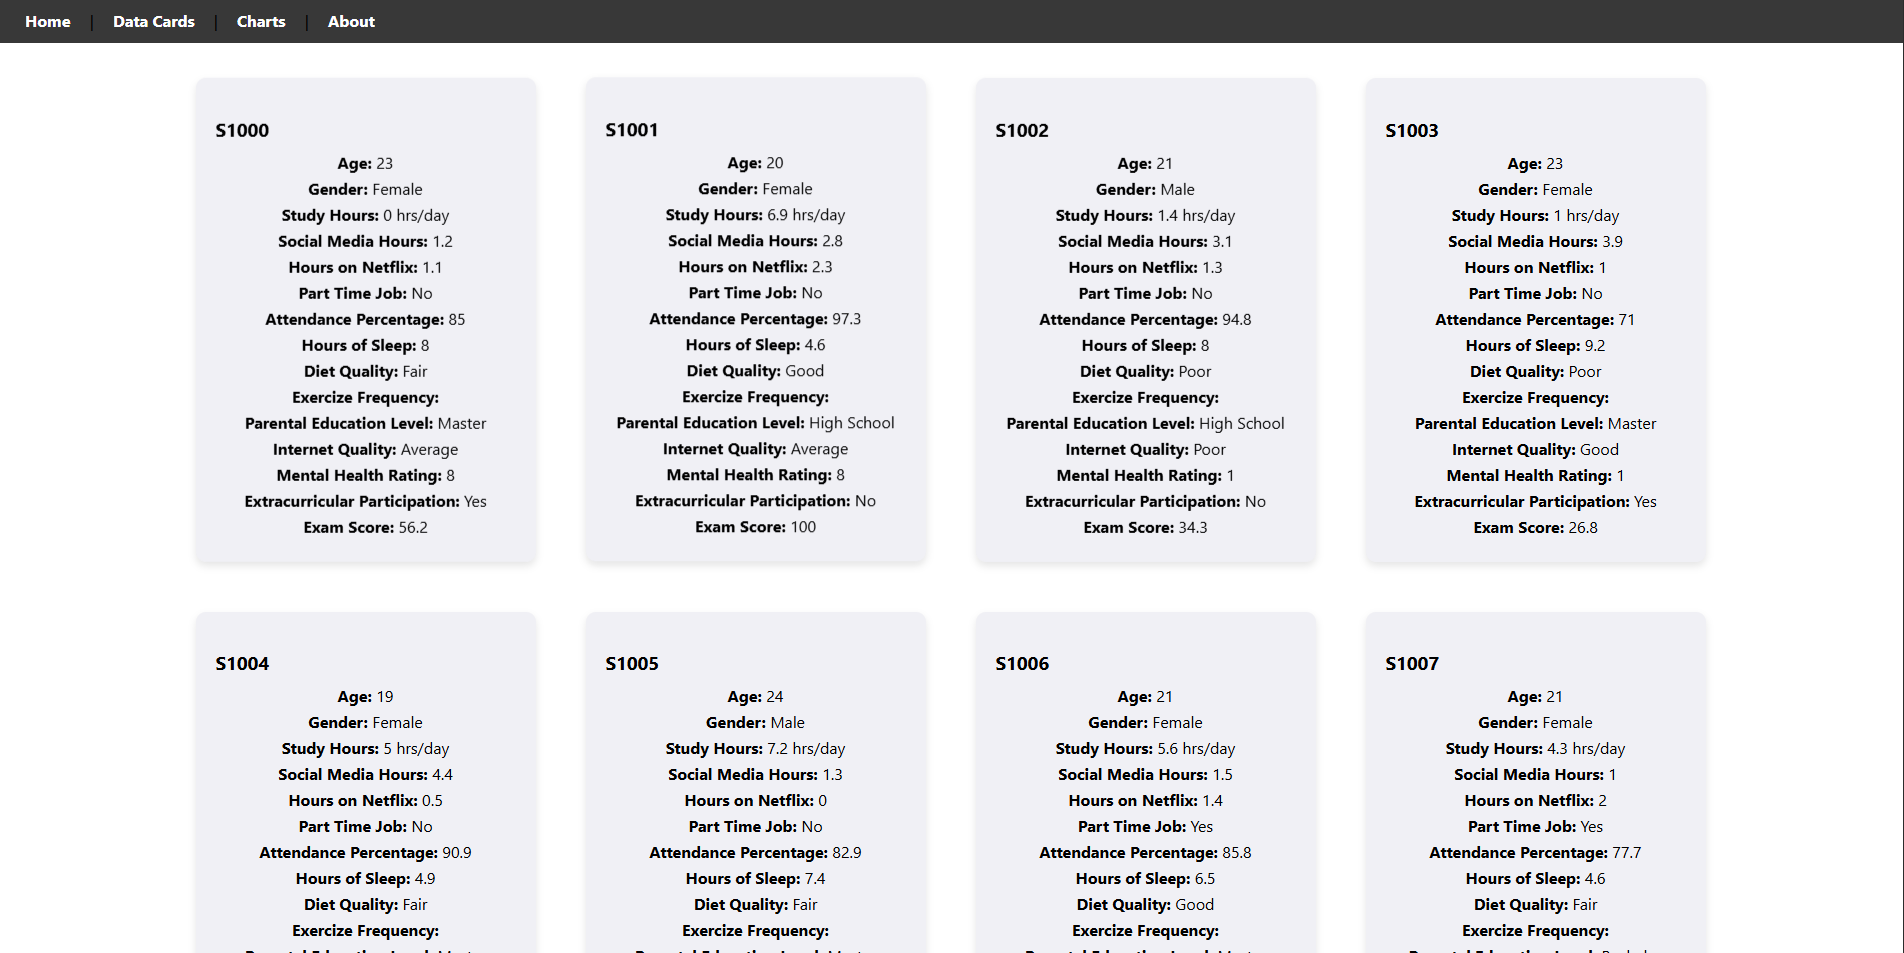 Home | Data Cards | Charts | About
S1000
Age: 23
Gender: Female
Study Hours: 0 hrs/day
Social Media Hours: 1.2
Hours on Netflix: 1.1
Part Time Job: No
Attendance Percentage: 85
Hours of Sleep: 8
Diet Quality: Fair
Exercize Frequency:
Parental Education Level: Master
Internet Quality: Average
Mental Health Rating: 8
Extracurricular Participation: Yes
Exam Score: 56.2
S1001
Age: 20
Gender: Female
Study Hours: 6.9 hrs/day
Social Media Hours: 2.8
Hours on Netflix: 2.3
Part Time Job: No
Attendance Percentage: 97.3
Hours of Sleep: 4.6
Diet Quality: Good
Exercize Frequency:
Parental Education Level: High School
Internet Quality: Average
Mental Health Rating: 8
Extracurricular Participation: No
Exam Score: 100
S1002
Age: 21
Gender: Male
Study Hours: 1.4 hrs/day
Social Media Hours: 3.1
Hours on Netflix: 1.3
Part Time Job: No
Attendance Percentage: 94.8
Hours of Sleep: 8
Diet Quality: Poor
Exercize Frequency:
Parental Education Level: High School
Internet Quality: Poor
Mental Health Rating: 1
Extracurricular Participation: No
Exam Score: 34.3
S1003
Age: 23
Gender: Female
Study Hours: 1 hrs/day
Social Media Hours: 3.9
Hours on Netflix: 1
Part Time Job: No
Attendance Percentage: 71
Hours of Sleep: 9.2
Diet Quality: Poor
Exercize Frequency:
Parental Education Level: Master
Internet Quality: Good
Mental Health Rating: 1
Extracurricular Participation: Yes
Exam Score: 26.8
S1004
Age: 19
Gender: Female
Study Hours: 5 hrs/day
Social Media Hours: 4.4
Hours on Netflix: 0.5
Part Time Job: No
Attendance Percentage: 90.9
Hours of Sleep: 4.9
Diet Quality: Fair
Exercize Frequency:
S1005
Age: 24
Gender: Male
Study Hours: 7.2 hrs/day
Social Media Hours: 1.3
Hours on Netflix: 0
Part Time Job: No
Attendance Percentage: 82.9
Hours of Sleep: 7.4
Diet Quality: Fair
Exercize Frequency:
S1006
Age: 21
Gender: Female
Study Hours: 5.6 hrs/day
Social Media Hours: 1.5
Hours on Netflix: 1.4
Part Time Job: Yes
Attendance Percentage: 85.8
Hours of Sleep: 6.5
Diet Quality: Good
Exercize Frequency:
S1007
Age: 21
Gender: Female
Study Hours: 4.3 hrs/day
Social Media Hours: 1
Hours on Netflix: 2
Part Time Job: Yes
Attendance Percentage: 77.7
Hours of Sleep: 4.6
Diet Quality: Fair
Exercize Frequency: